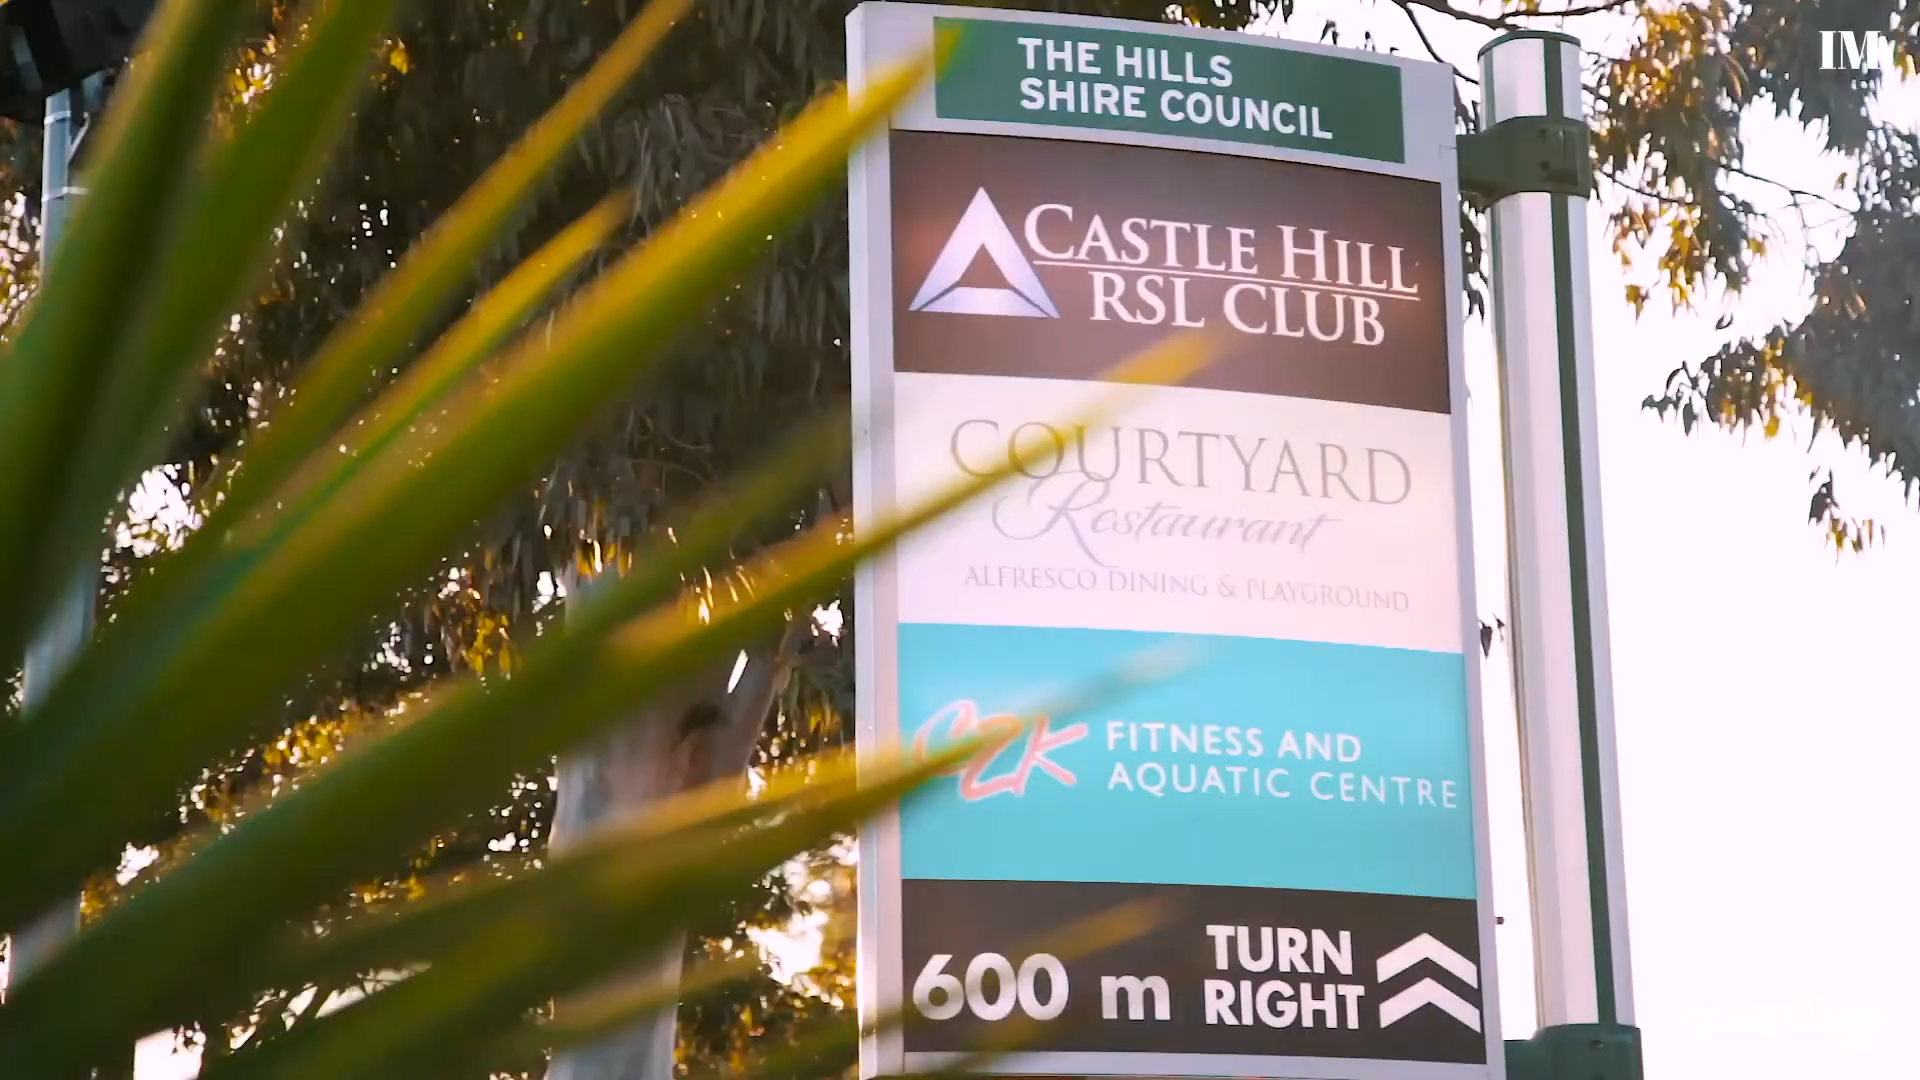 IM
THE HILLS
SHIRE COUNCIL
CASTLE HILL
RSL CLUB
COURTYARD
Restaurant
ALFRESCO DINING & PLAYGROUND
C2K
FITNESS AND
AQUATIC CENTRE
600 m
TURN
RIGHT